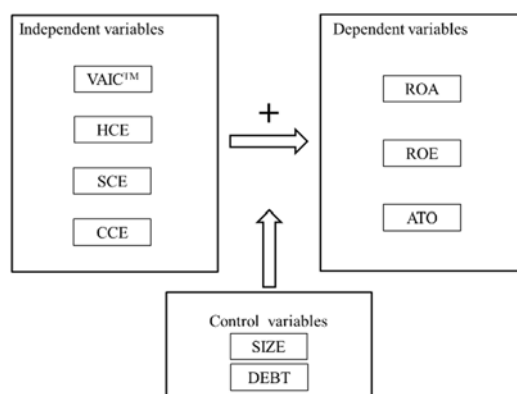 Independent variables
VAIC™
HCE
SCE
CCE
+
Dependent variables
ROA
ROE
ATO
Control variables
SIZE
DEBT